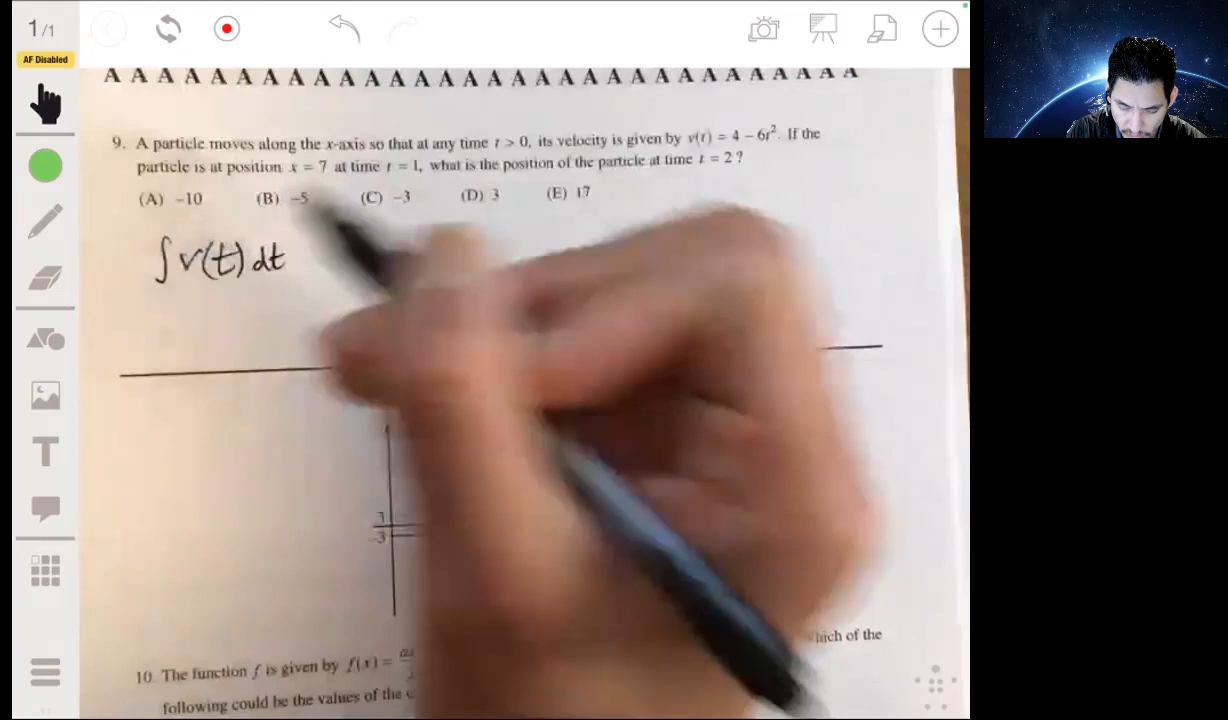 1/1
AF Disabled
A A A A A A A A A A A A A A A A A A A A A A A A A A A A A
9. A particle moves along the x-axis so that at any time t > 0, its velocity is given by v(t) = 4 − 6t². If the
particle is at position x = 7 at time t = 1, what is the position of the particle at time t = 2 ?
(A) −10 (B) −5 (C) −3 (D) 3 (E) 17
∫v(t) dt
-3
which of the
10. The function f is given by f(x) =
following could be the values of the
T